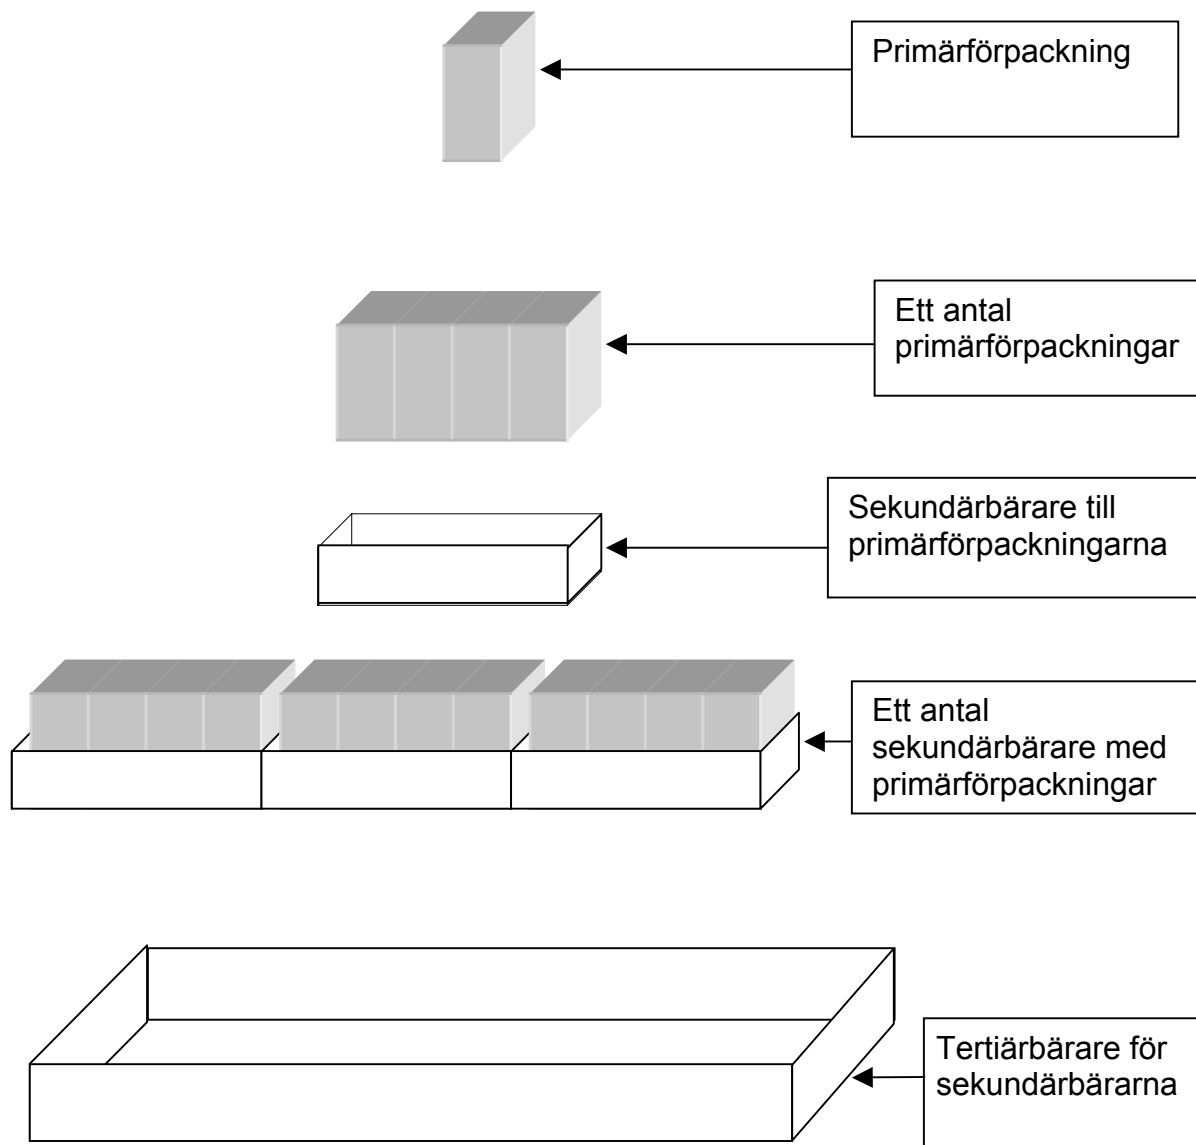 Primärförpackning
Ett antal
primärförpackningar
Sekundärbärare till
primärförpackningarna
Ett antal
sekundärbärare med
primärförpackningar
Tertiärbärare för
sekundärbärarna